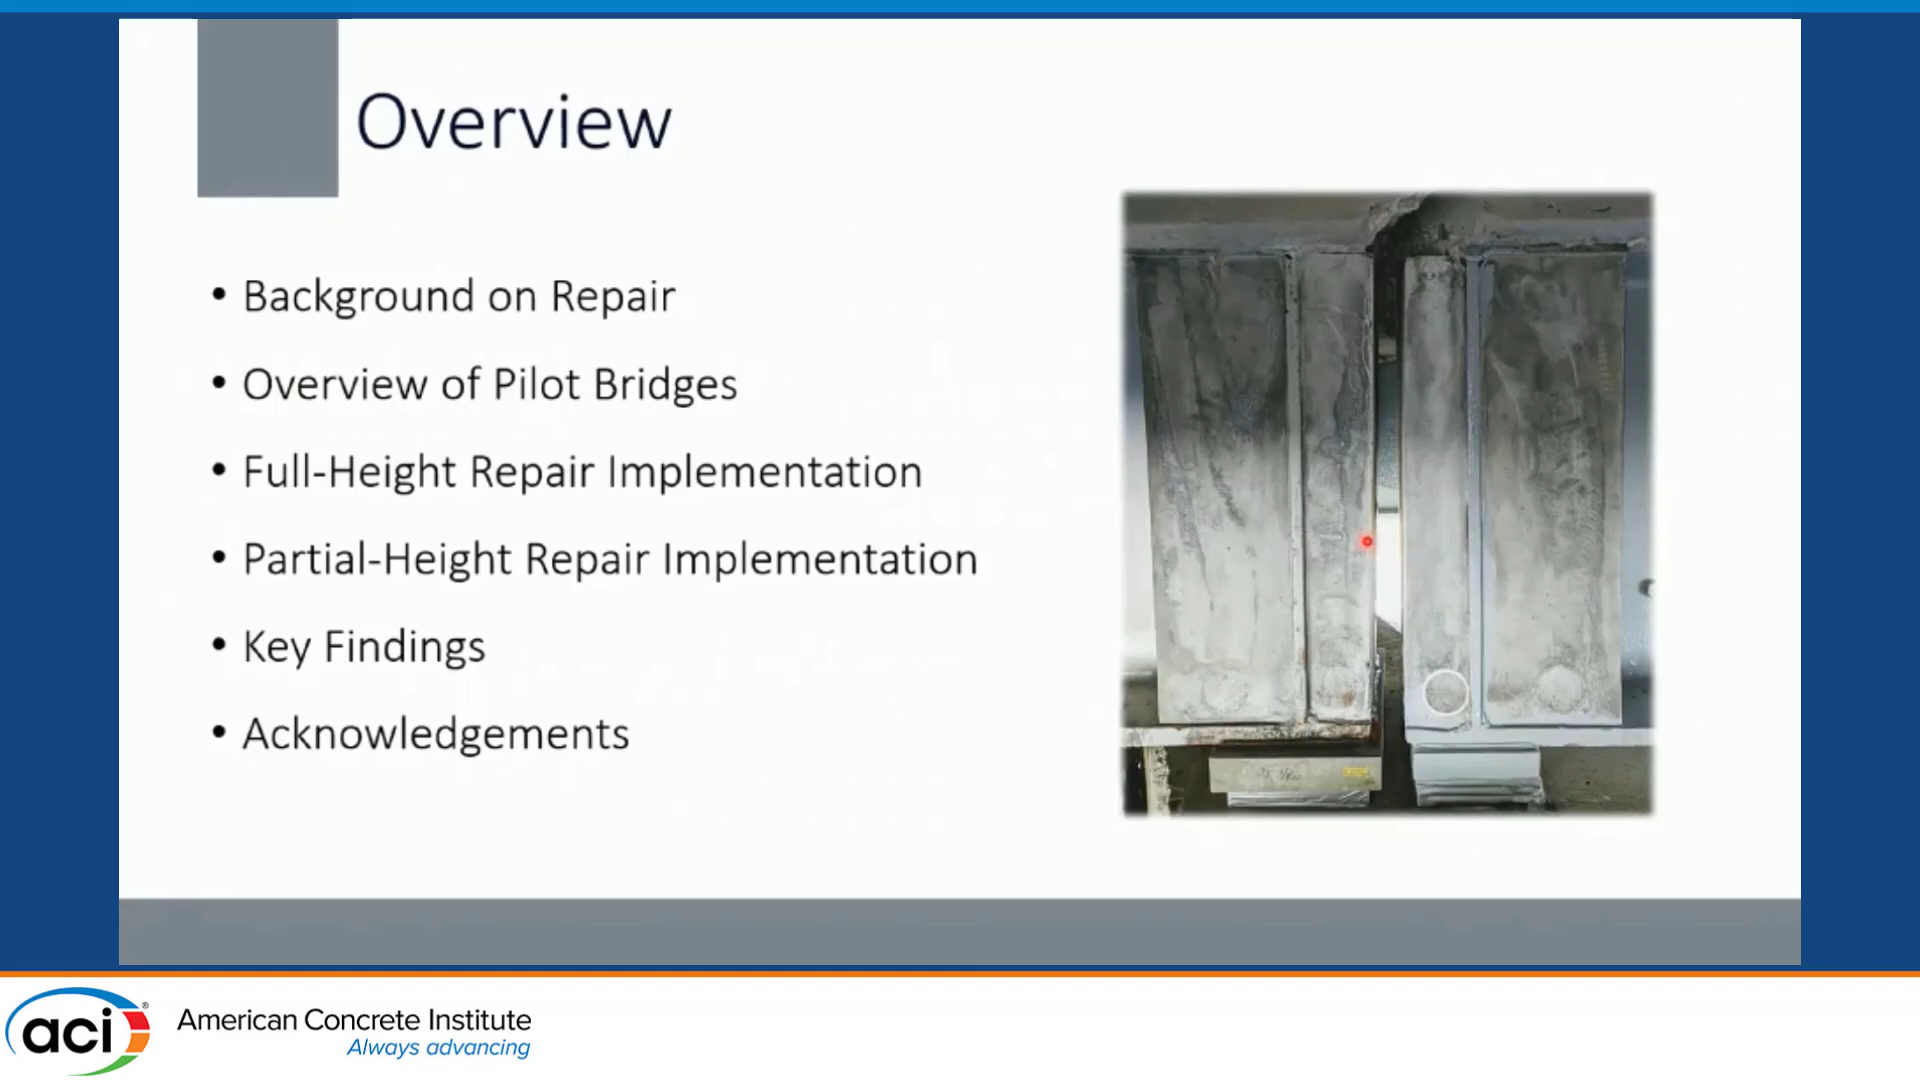 Overview
• Background on Repair
• Overview of Pilot Bridges
• Full-Height Repair Implementation
• Partial-Height Repair Implementation
• Key Findings
• Acknowledgements
aci®
American Concrete Institute
Always advancing